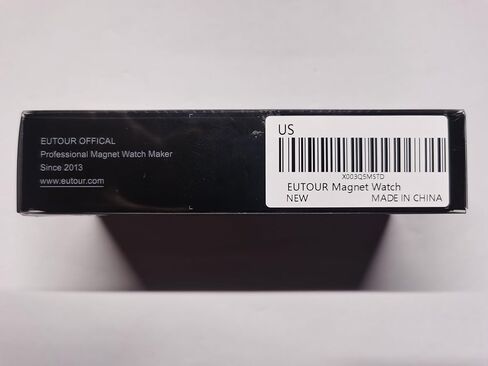 EUTOUR OFFICAL
Professional Magnet Watch Maker
Since 2013
www.eutour.com
US
X003Q5MSTD
EUTOUR Magnet Watch
NEW MADE IN CHINA